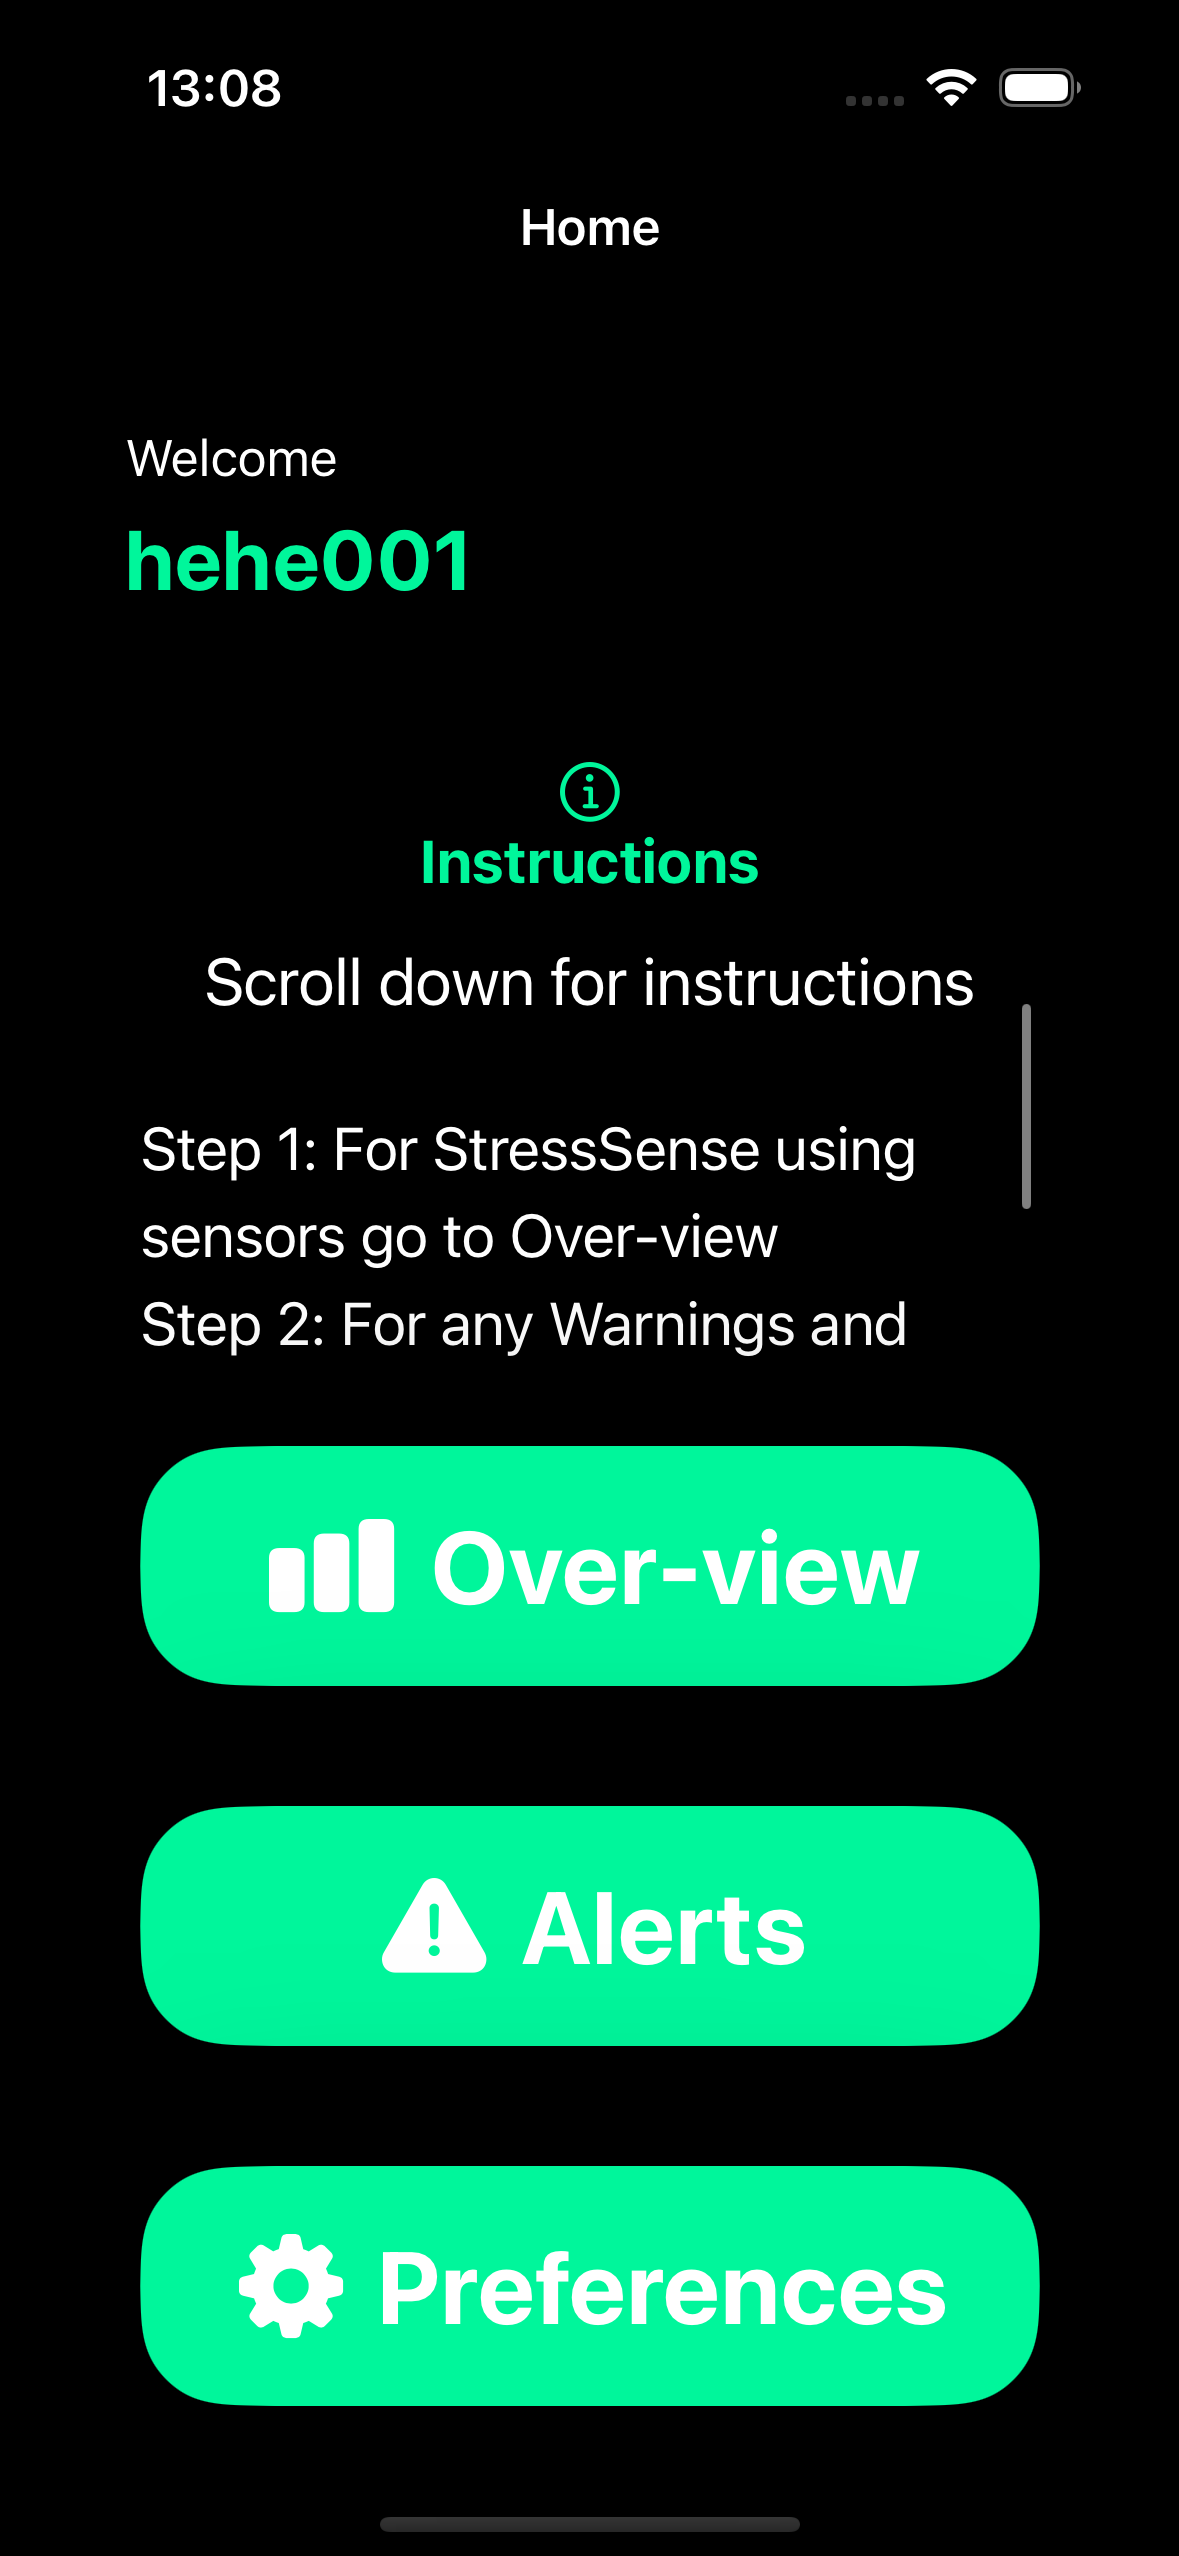 13:08
Home
Welcome
hehe001
Instructions
Scroll down for instructions
Step 1: For StressSense using
sensors go to Over-view
Step 2: For any Warnings and
Over-view
Alerts
Preferences